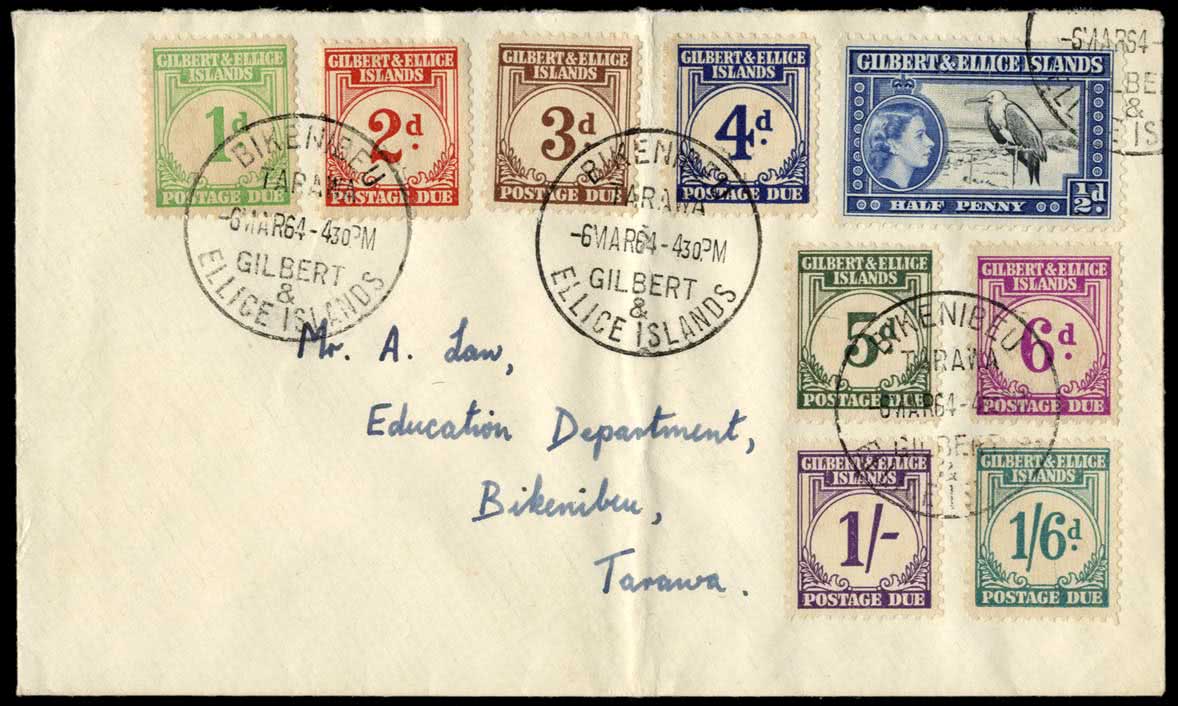 GILBERT & ELLICE
ISLANDS
1d
POSTAGE DUE
GILBERT & ELLICE
ISLANDS
2d.
POSTAGE DUE
GILBERT & ELLICE
ISLANDS
3d.
POSTAGE DUE
GILBERT & ELLICE
ISLANDS
4d.
POSTAGE DUE
GILBERT & ELLICE ISLANDS
HALF PENNY
½d.
-6MAR64-
&
BIKENIBEU
TARAWA
-6MAR64-430PM
GILBERT
&
ELLICE ISLANDS
TARAWA
-6MAR64-430PM
GILBERT
&
ELLICE ISLANDS
GILBERT & ELLICE
ISLANDS
5d
POSTAGE DUE
GILBERT & ELLICE
ISLANDS
6d.
POSTAGE DUE
BIKENIBEU
TARAWA
-6MAR64-
GILBERT
&
GILBERT & ELLICE
ISLANDS
1/-
POSTAGE DUE
GILBERT & ELLICE
ISLANDS
1/6d.
POSTAGE DUE
Mr. A. Law,
Education Department,
Bikenibeu,
Tarawa.